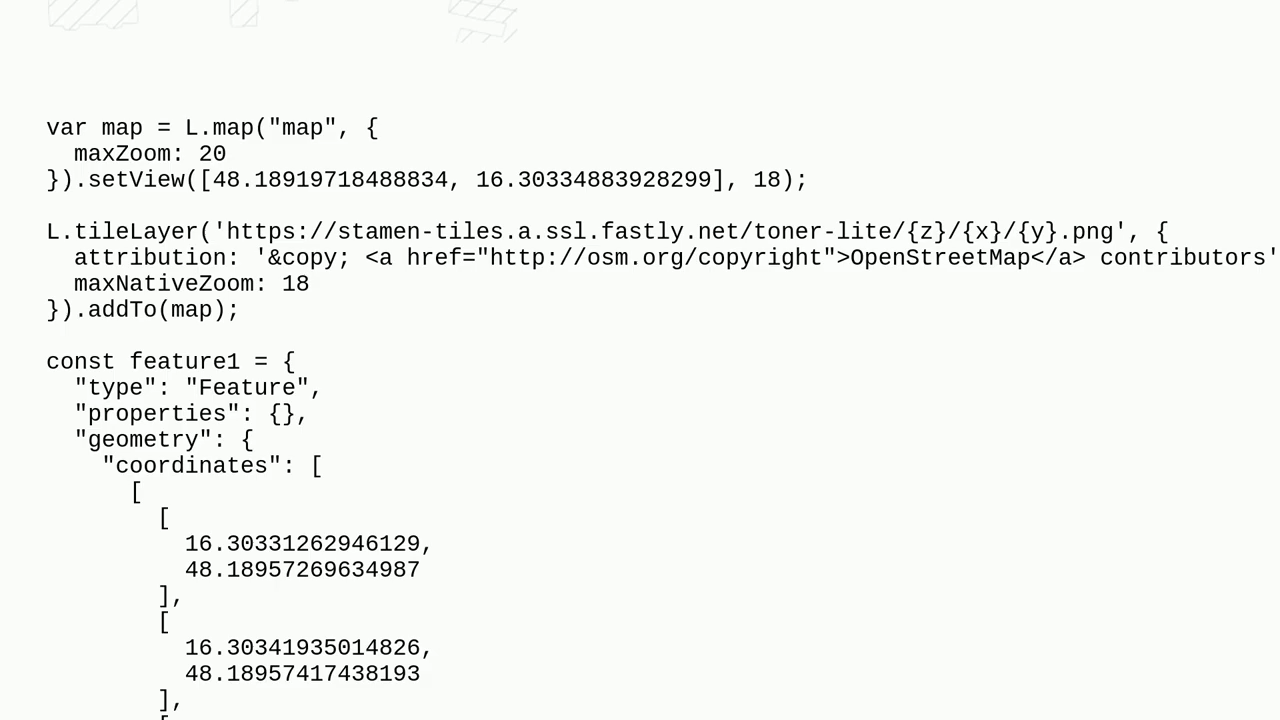 var map = L.map("map", {
  maxZoom: 20
}).setView([48.18919718488834, 16.30334883928299], 18);
L.tileLayer('https://stamen-tiles.a.ssl.fastly.net/toner-lite/{z}/{x}/{y}.png', {
  attribution: '&copy; <a href="http://osm.org/copyright">OpenStreetMap</a> contributors'
  maxNativeZoom: 18
}).addTo(map);
const feature1 = {
  "type": "Feature",
  "properties": {},
  "geometry": {
    "coordinates": [
      [
        [
          16.30331262946129,
          48.18957269634987
        ],
        [
          16.30341935014826,
          48.18957417438193
        ],
        [